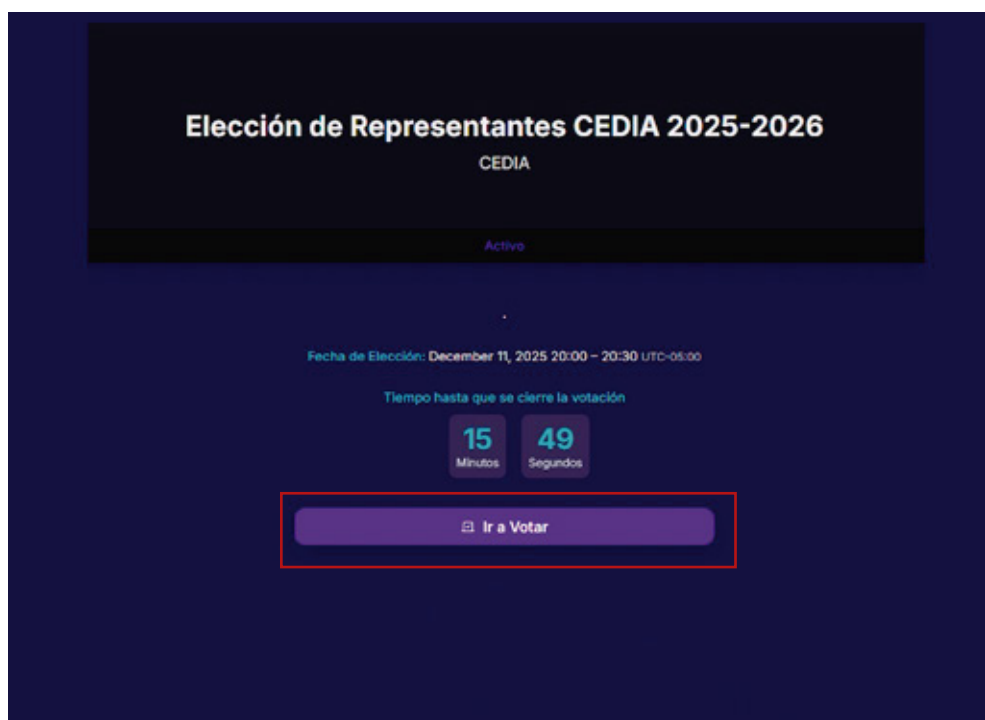 Elección de Representantes CEDIA 2025-2026
CEDIA
Activo
.
Fecha de Elección: December 11, 2025 20:00 – 20:30 UTC-05:00
Tiempo hasta que se cierre la votación
15 49
Minutos Segundos
Ir a Votar